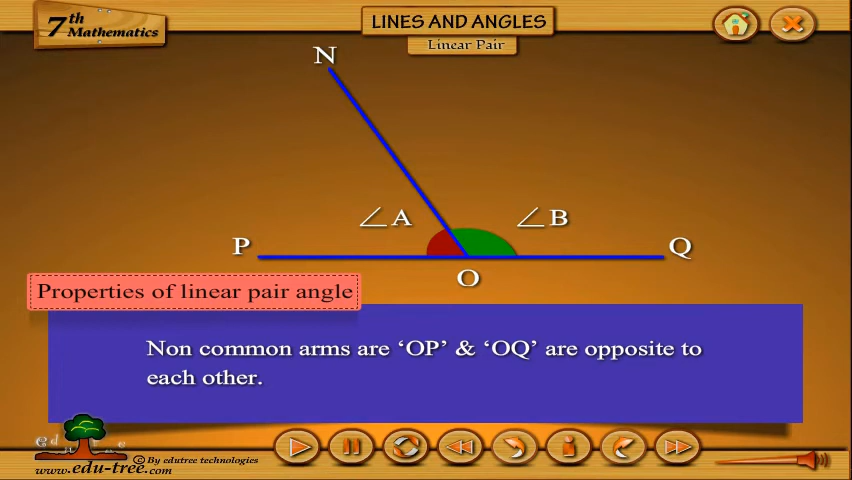 7th
Mathematics
LINES AND ANGLES
Linear Pair
N
∠A
∠B
P
Q
O
Properties of linear pair angle
Non common arms are ‘OP’ & ‘OQ’ are opposite to
each other.
© By edutree technologies
www.edu-tree.com